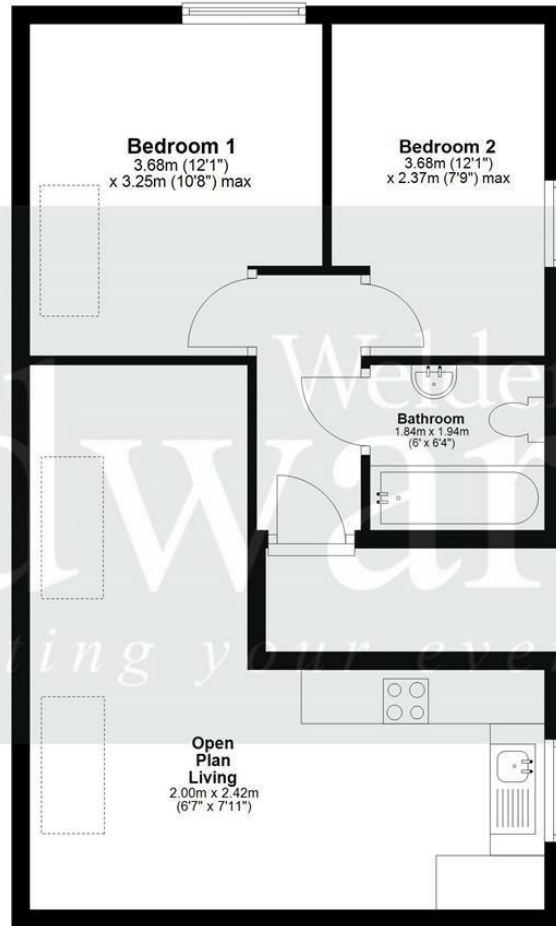 Bedroom 1
3.68m (12'1")
x 3.25m (10'8") max
Bedroom 2
3.68m (12'1")
x 2.37m (7'9") max
Bathroom
1.84m x 1.94m
(6' x 6'4")
Open
Plan
Living
2.00m x 2.42m
(6'7" x 7'11")